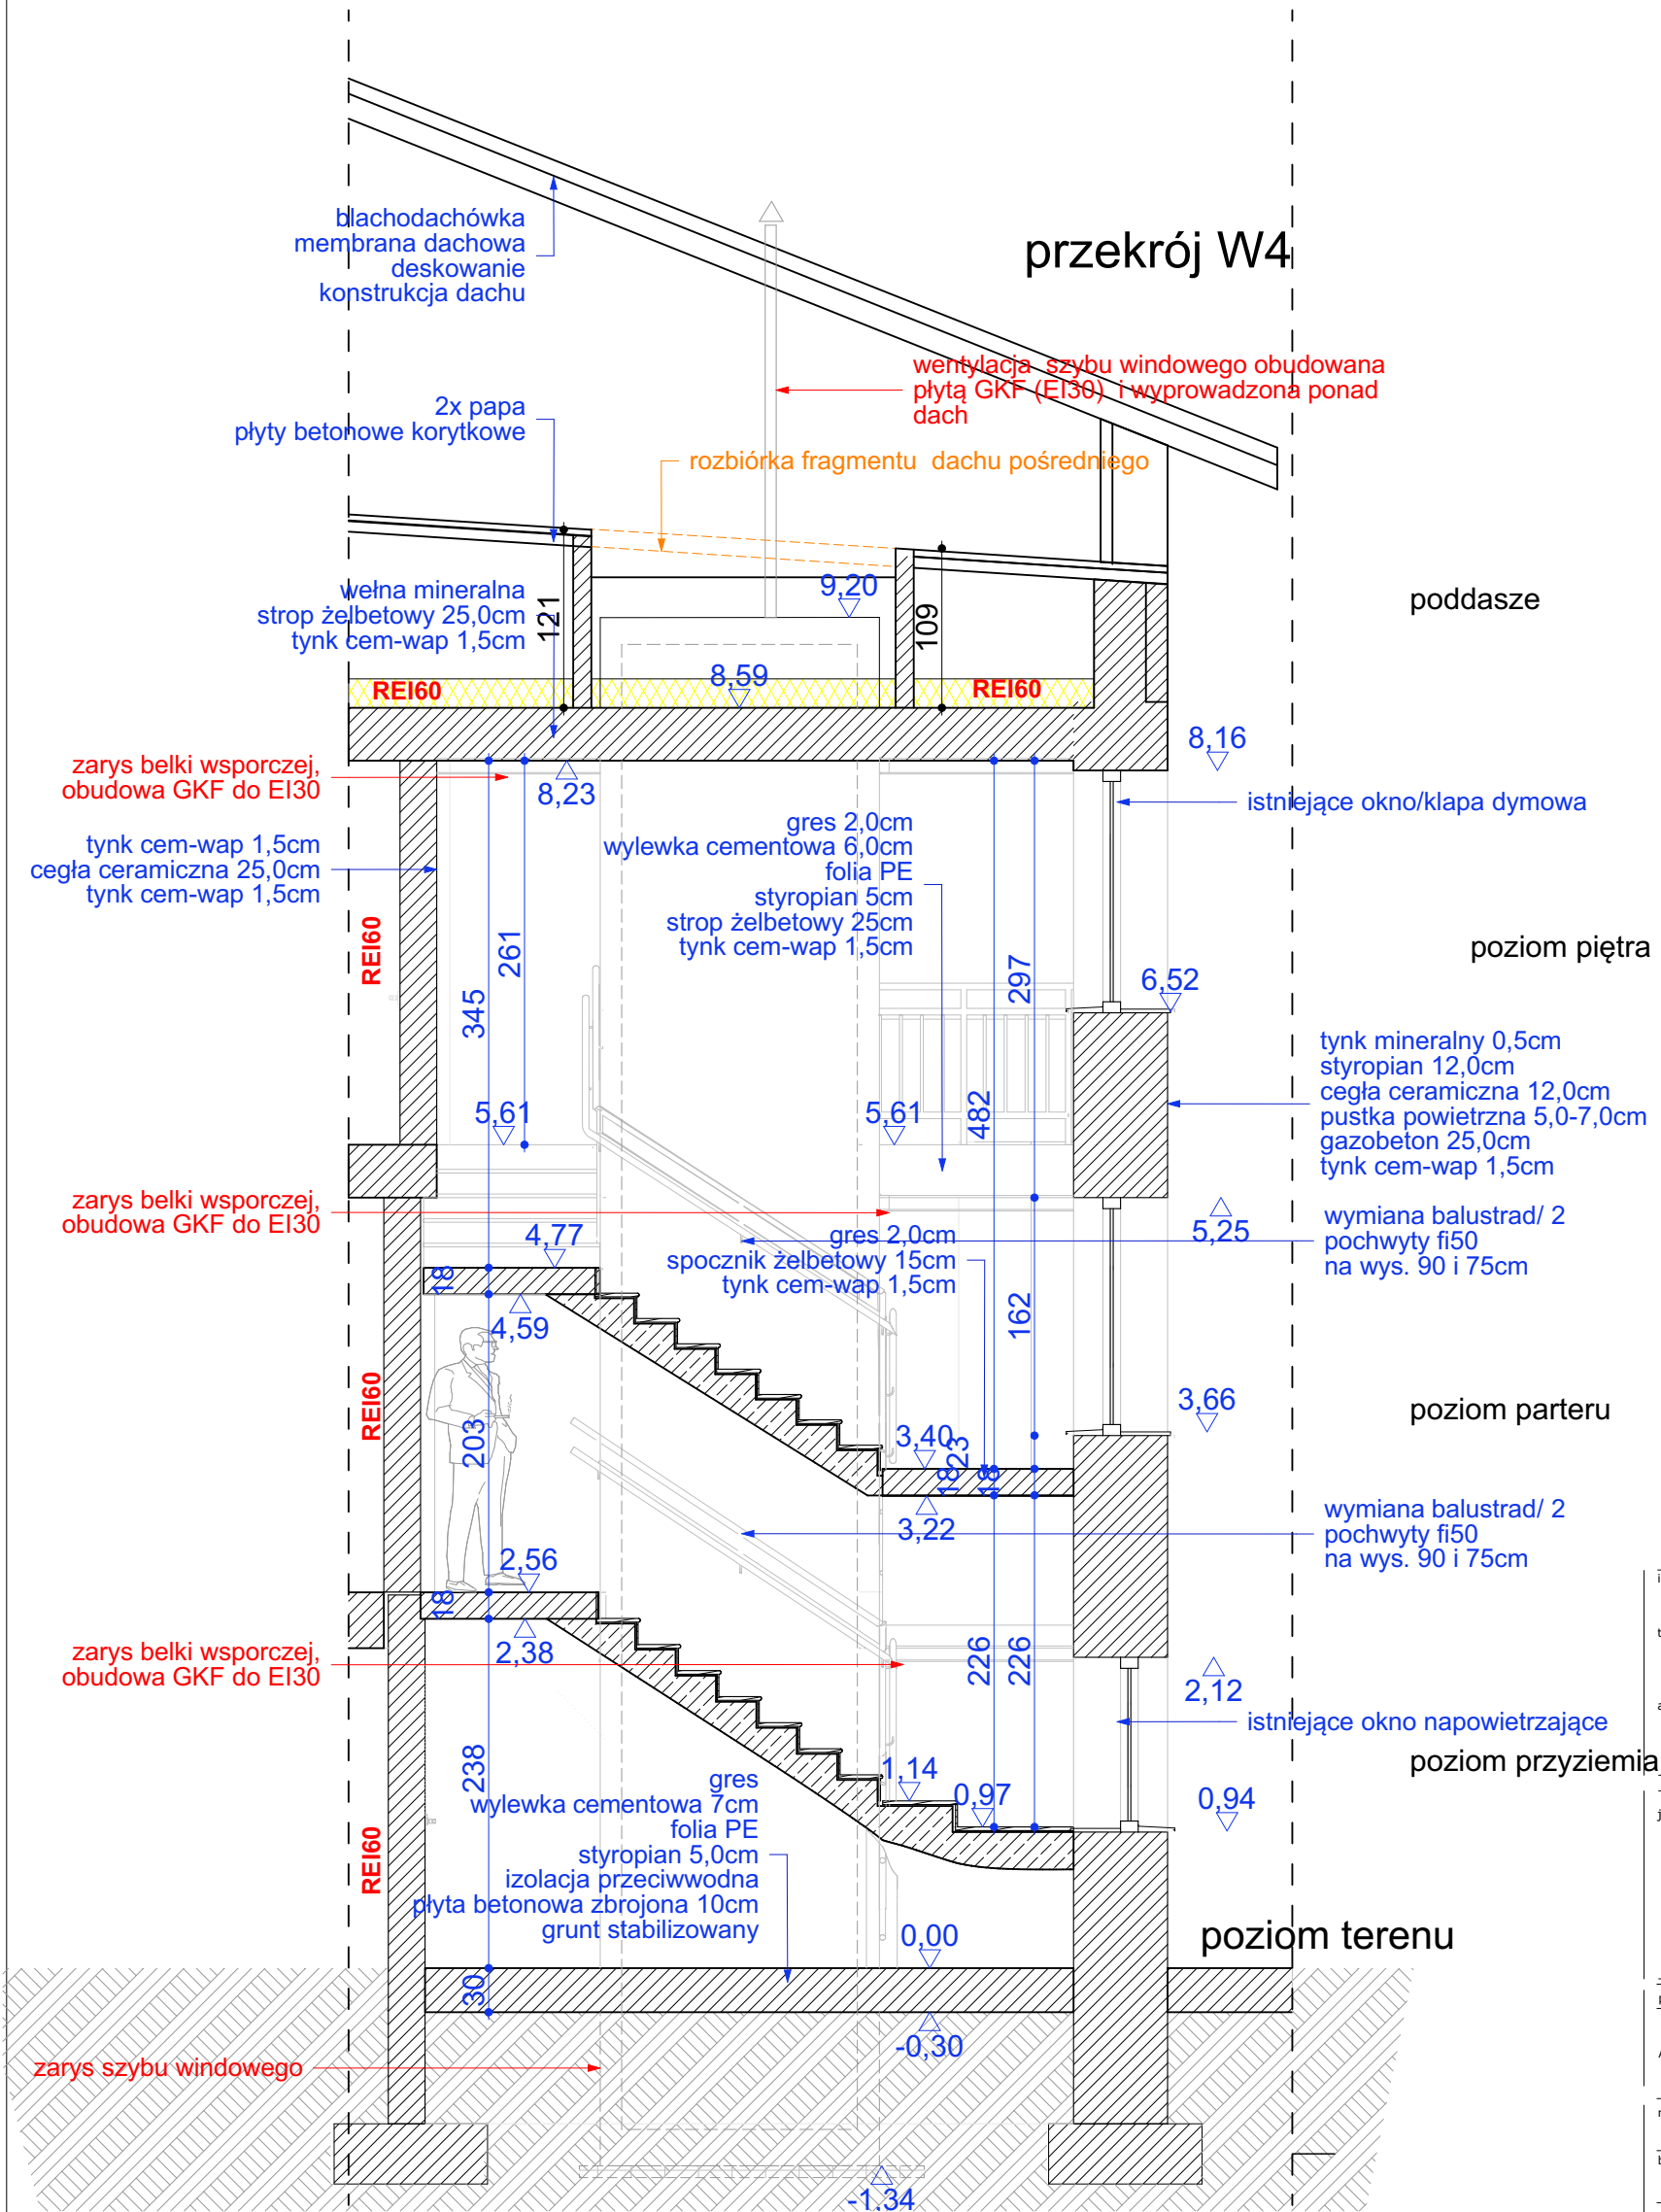 przekrój W4
blachodachówka
membrana dachowa
deskowanie
konstrukcja dachu
wentylacja szybu windowego obudowana
płytą GKF (EI30) i wyprowadzona ponad
dach
2x papa
płyty betonowe korytkowe
rozbiórka fragmentu dachu pośredniego
wełna mineralna
strop żelbetowy 25,0cm
tynk cem-wap 1,5cm
121
9,20
109
poddasze
REI60
8,59
REI60
8,16
zarys belki wsporczej,
obudowa GKF do EI30
8,23
istniejące okno/klapa dymowa
tynk cem-wap 1,5cm
cegła ceramiczna 25,0cm
tynk cem-wap 1,5cm
gres 2,0cm
wylewka cementowa 6,0cm
folia PE
styropian 5cm
strop żelbetowy 25cm
tynk cem-wap 1,5cm
REI60
345
261
297
poziom piętra
6,52
tynk mineralny 0,5cm
styropian 12,0cm
cegła ceramiczna 12,0cm
pustka powietrzna 5,0-7,0cm
gazobeton 25,0cm
tynk cem-wap 1,5cm
5,61
5,61
482
zarys belki wsporczej,
obudowa GKF do EI30
5,25
wymiana balustrad/ 2
pochwyty fi50
na wys. 90 i 75cm
4,77
gres 2,0cm
spocznik żelbetowy 15cm
tynk cem-wap 1,5cm
18
4,59
162
REI60
203
3,66
poziom parteru
3,40
23
18
18
3,22
wymiana balustrad/ 2
pochwyty fi50
na wys. 90 i 75cm
2,56
18
2,38
zarys belki wsporczej,
obudowa GKF do EI30
226
226
2,12
istniejące okno napowietrzające
poziom przyziemia
238
1,14
0,97
0,94
gres
wylewka cementowa 7cm
folia PE
styropian 5,0cm
izolacja przeciwwodna
płyta betonowa zbrojona 10cm
grunt stabilizowany
REI60
0,00
poziom terenu
30
-0,30
zarys szybu windowego
-1,34